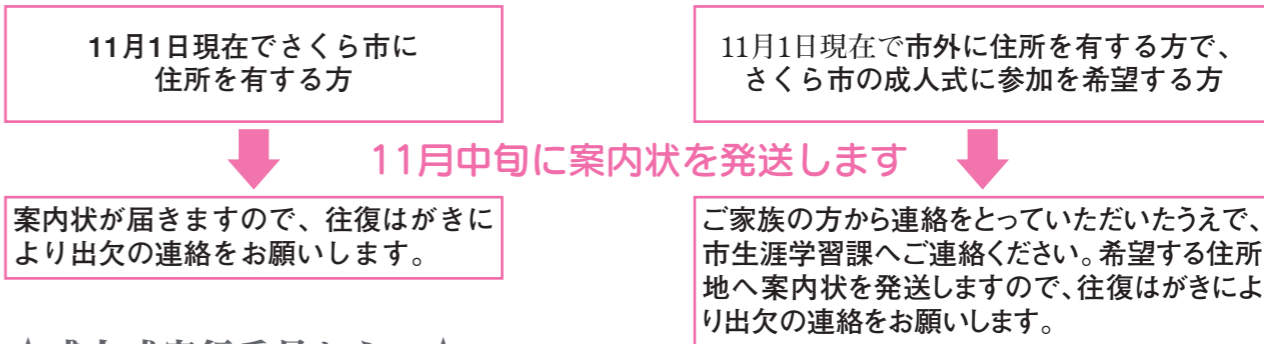 11月1日現在でさくら市に
住所を有する方
11月1日現在で市外に住所を有する方で、
さくら市の成人式に参加を希望する方
11月中旬に案内状を発送します
案内状が届きますので、往復はがきに
より出欠の連絡をお願いします。
ご家族の方から連絡をとっていただいたうえで、
市生涯学習課へご連絡ください。希望する住所
地へ案内状を発送しますので、往復はがきによ
り出欠の連絡をお願いします。